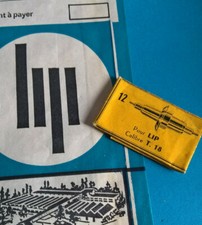 nt à payer
lip
12
Pour LIP
Calibre T. 18